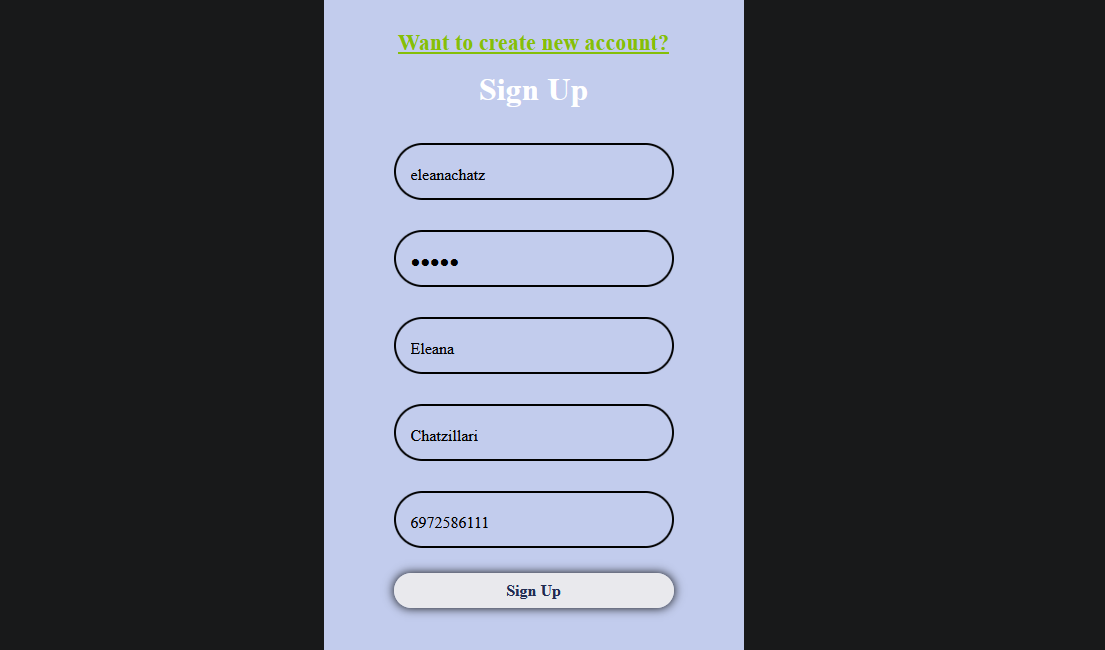 Want to create new account?
Sign Up
eleanachatz
●●●●●
Eleana
Chatzillari
6972586111
Sign Up